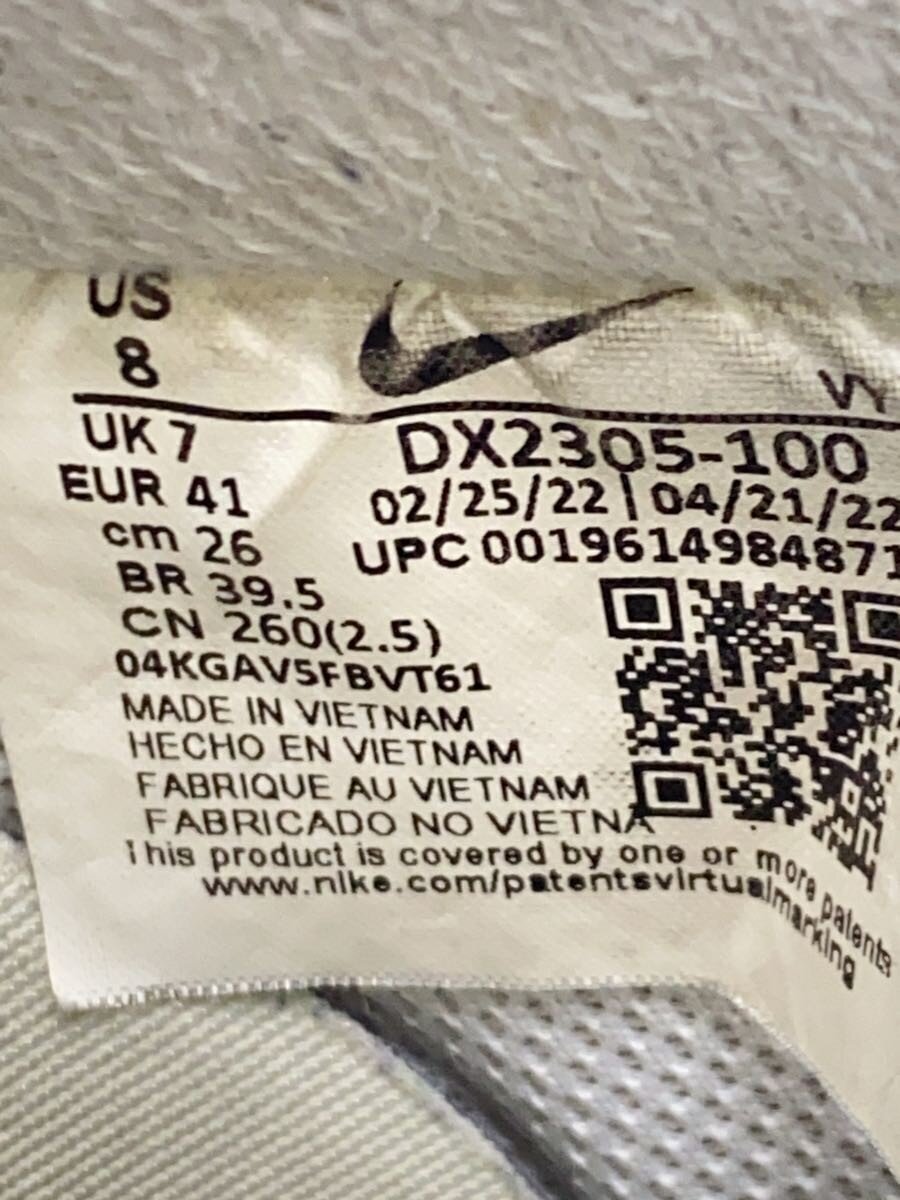 US
8
VY
UK 7
DX2305-100
EUR 41
02/25/22 | 04/21/22
cm 26
UPC 0019614984871
BR 39.5
CN 260(2.5)
04KGAV5FBVT61
MADE IN VIETNAM
HECHO EN VIETNAM
FABRIQUE AU VIETNAM
FABRICADO NO VIETNA
This product is covered by one or more patents
www.nike.com/patentsvirtualmarking